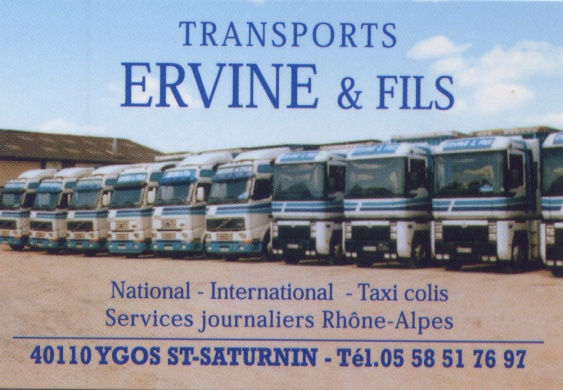 TRANSPORTS
ERVINE & FILS
National - International - Taxi colis
Services journaliers Rhône-Alpes
40110 YGOS ST-SATURNIN - Tél.05 58 51 76 97